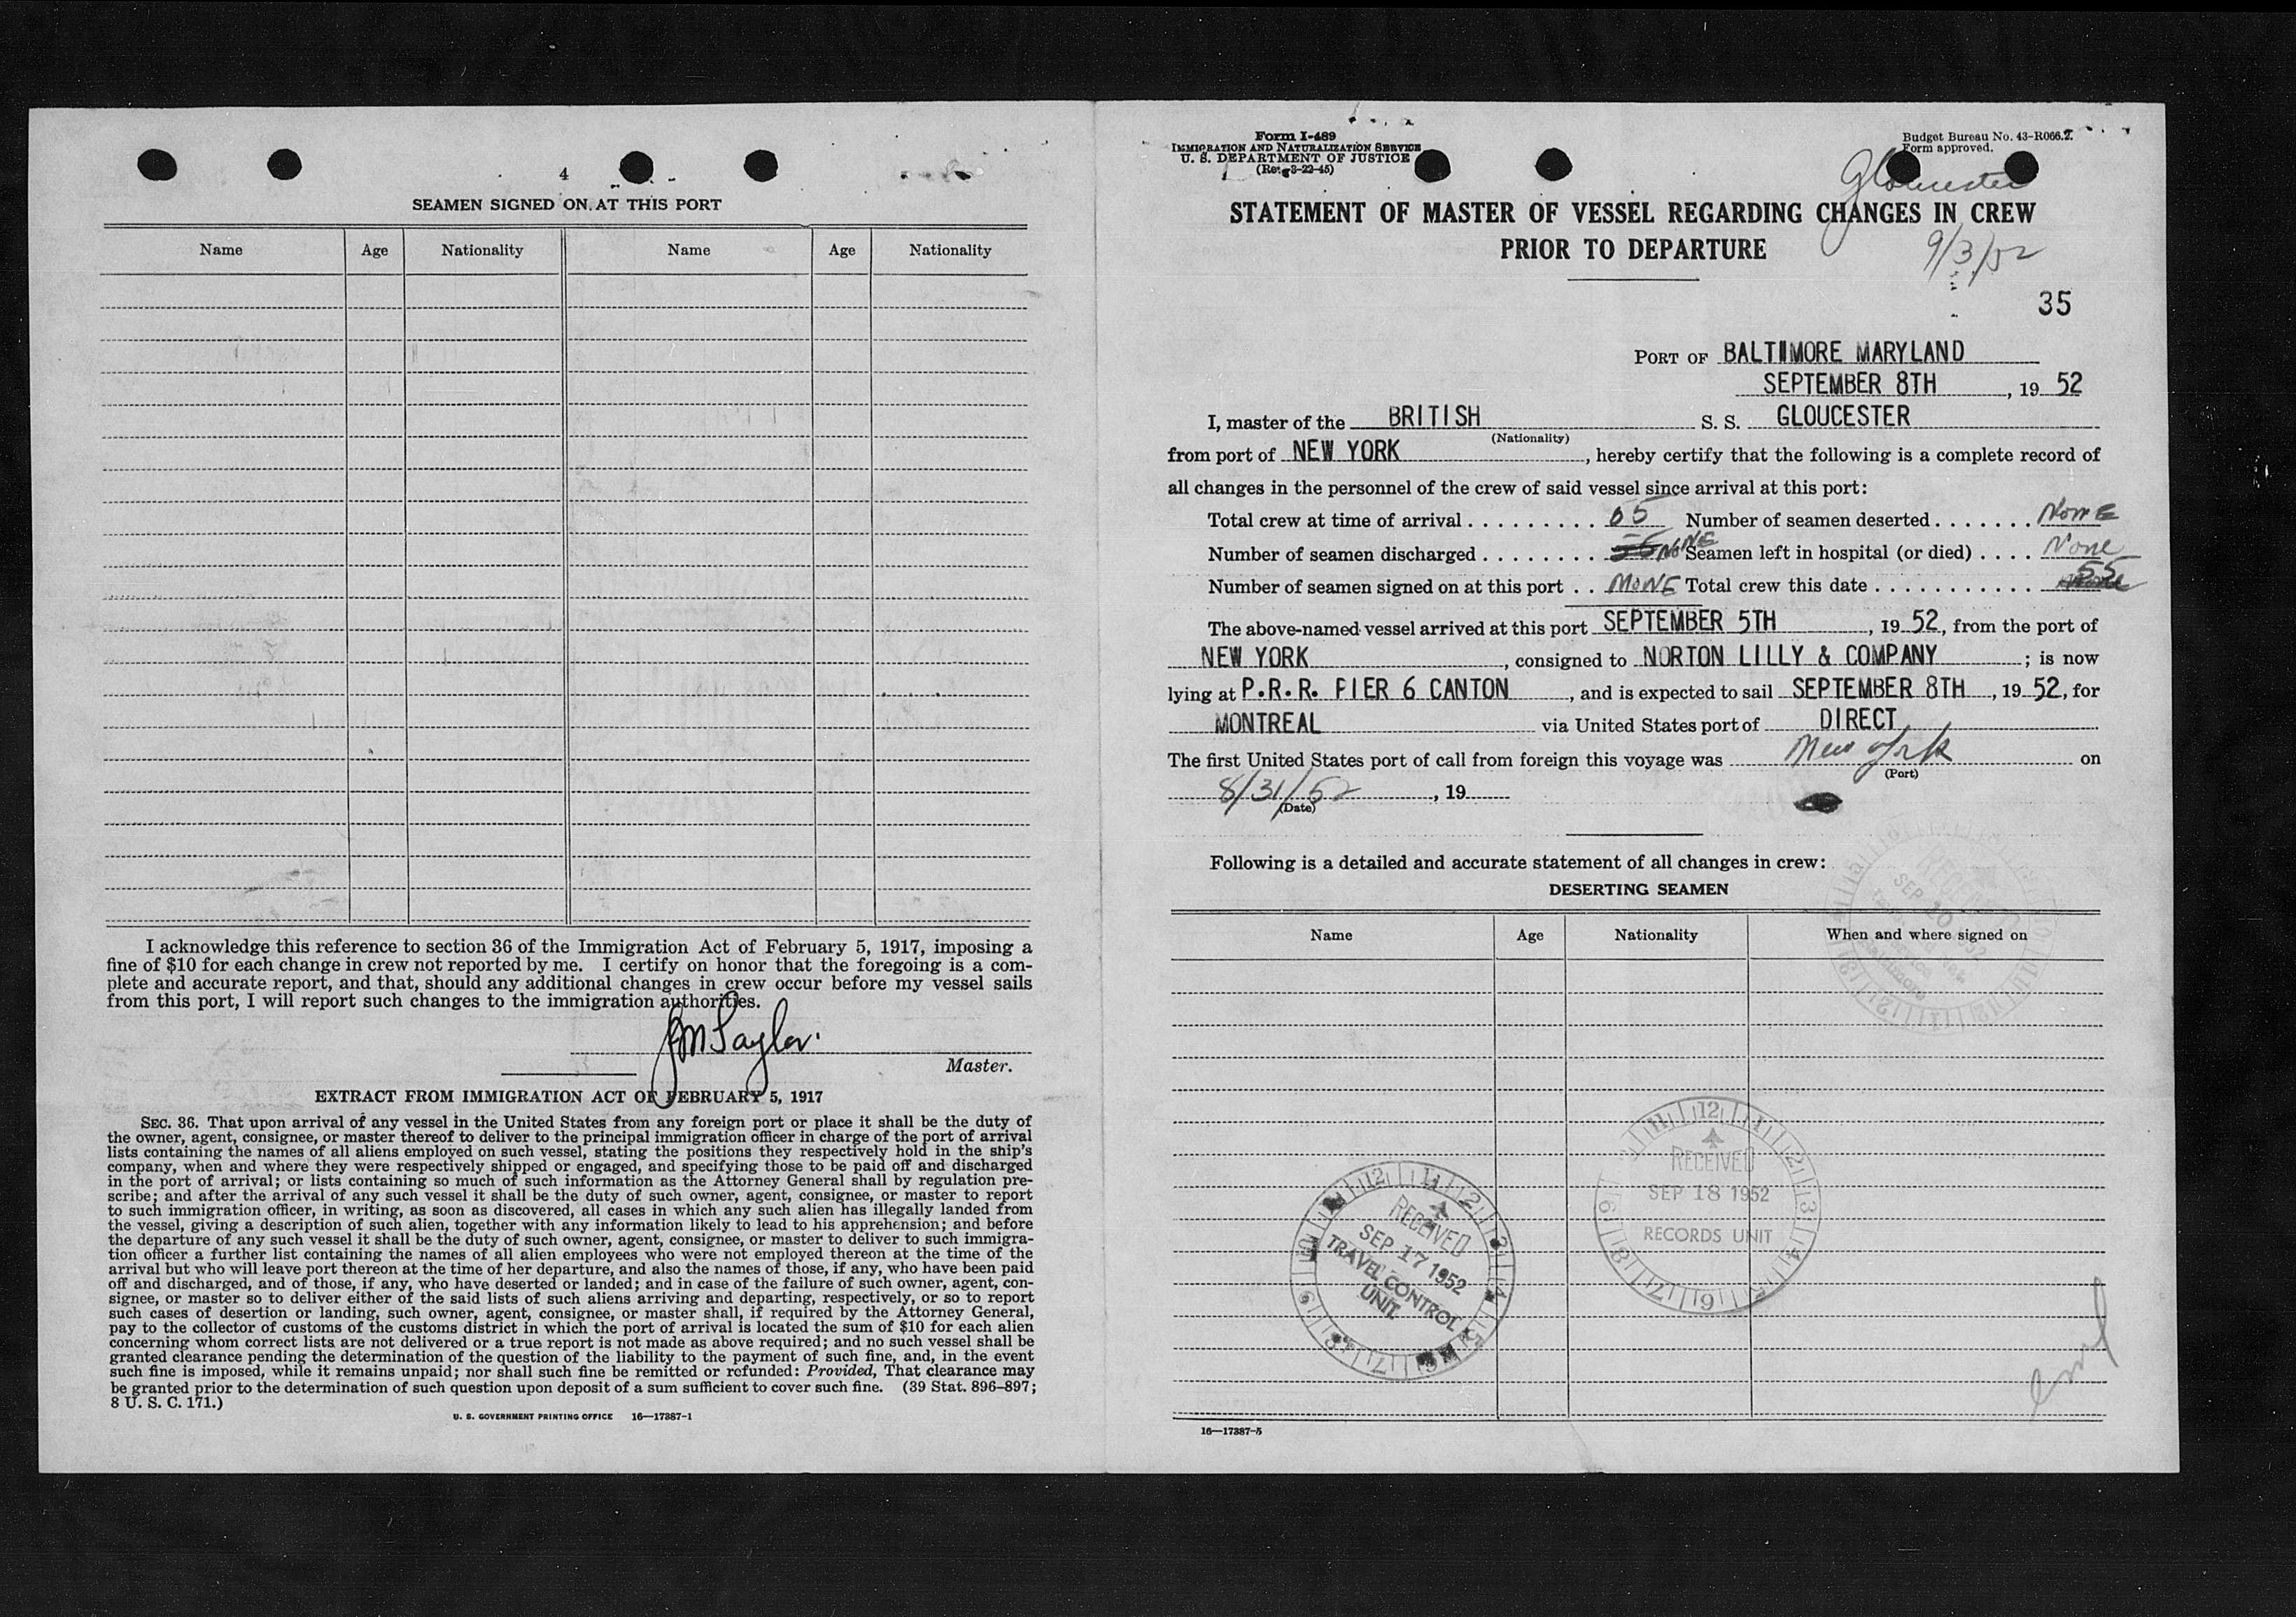 4
SEAMEN SIGNED ON AT THIS PORT
Name Age Nationality Name Age Nationality
I acknowledge this reference to section 36 of the Immigration Act of February 5, 1917, imposing a
fine of $10 for each change in crew not reported by me. I certify on honor that the foregoing is a com-
plete and accurate report, and that, should any additional changes in crew occur before my vessel sails
from this port, I will report such changes to the immigration authorities.
Master.
EXTRACT FROM IMMIGRATION ACT OF FEBRUARY 5, 1917
SEC. 36. That upon arrival of any vessel in the United States from any foreign port or place it shall be the duty of
the owner, agent, consignee, or master thereof to deliver to the principal immigration officer in charge of the port of arrival
lists containing the names of all aliens employed on such vessel, stating the positions they respectively hold in the ship's
company, when and where they were respectively shipped or engaged, and specifying those to be paid off and discharged
in the port of arrival; or lists containing so much of such information as the Attorney General shall by regulation pre-
scribe; and after the arrival of any such vessel it shall be the duty of such owner, agent, consignee, or master to report
to such immigration officer, in writing, as soon as discovered, all cases in which any such alien has illegally landed from
the vessel, giving a description of such alien, together with any information likely to lead to his apprehension; and before
the departure of any such vessel it shall be the duty of such owner, agent, consignee, or master to deliver to such immigra-
tion officer a further list containing the names of all alien employees who were not employed thereon at the time of the
arrival but who will leave port thereon at the time of her departure, and also the names of those, if any, who have been paid
off and discharged, and of those, if any, who have deserted or landed; and in case of the failure of such owner, agent, con-
signee, or master so to deliver either of the said lists of such aliens arriving and departing, respectively, or so to report
such cases of desertion or landing, such owner, agent, consignee, or master shall, if required by the Attorney General,
pay to the collector of customs of the customs district in which the port of arrival is located the sum of $10 for each alien
concerning whom correct lists are not delivered or a true report is not made as above required; and no such vessel shall be
granted clearance pending the determination of the question of the liability to the payment of such fine, and, in the event
such fine is imposed, while it remains unpaid; nor shall such fine be remitted or refunded: Provided, That clearance may
be granted prior to the determination of such question upon deposit of a sum sufficient to cover such fine. (39 Stat. 896-897;
8 U. S. C. 171.)
U. S. GOVERNMENT PRINTING OFFICE 16—17387-1
Form I-489
IMMIGRATION AND NATURALIZATION SERVICE
U. S. DEPARTMENT OF JUSTICE
Budget Bureau No. 43-R066.2.
Form approved.
Gloucester
STATEMENT OF MASTER OF VESSEL REGARDING CHANGES IN CREW
PRIOR TO DEPARTURE
9/3/52
35
PORT OF BALTIMORE MARYLAND
SEPTEMBER 8TH, 19 52
I, master of the BRITISH S. S. GLOUCESTER
(Nationality)
from port of NEW YORK, hereby certify that the following is a complete record of
all changes in the personnel of the crew of said vessel since arrival at this port:
Total crew at time of arrival . . . . . . . . . 55 Number of seamen deserted . . . . . . . NONE
Number of seamen discharged . . . . . . . . NONE Seamen left in hospital (or died) . . . . None
Number of seamen signed on at this port . . NONE Total crew this date . . . . . . . . . . . 55
The above-named vessel arrived at this port SEPTEMBER 5TH, 19 52, from the port of
NEW YORK, consigned to NORTON LILLY & COMPANY; is now
lying at P.R.R. PIER 6 CANTON, and is expected to sail SEPTEMBER 8TH, 19 52, for
MONTREAL via United States port of DIRECT
The first United States port of call from foreign this voyage was New York on
(Port)
8/31/52, 19
(Date)
Following is a detailed and accurate statement of all changes in crew:
DESERTING SEAMEN
Name Age Nationality When and where signed on
RECEIVED
SEP 17 1952
TRAVEL CONTROL
UNIT
RECEIVED
SEP 18 1952
RECORDS UNIT
16—17387-5